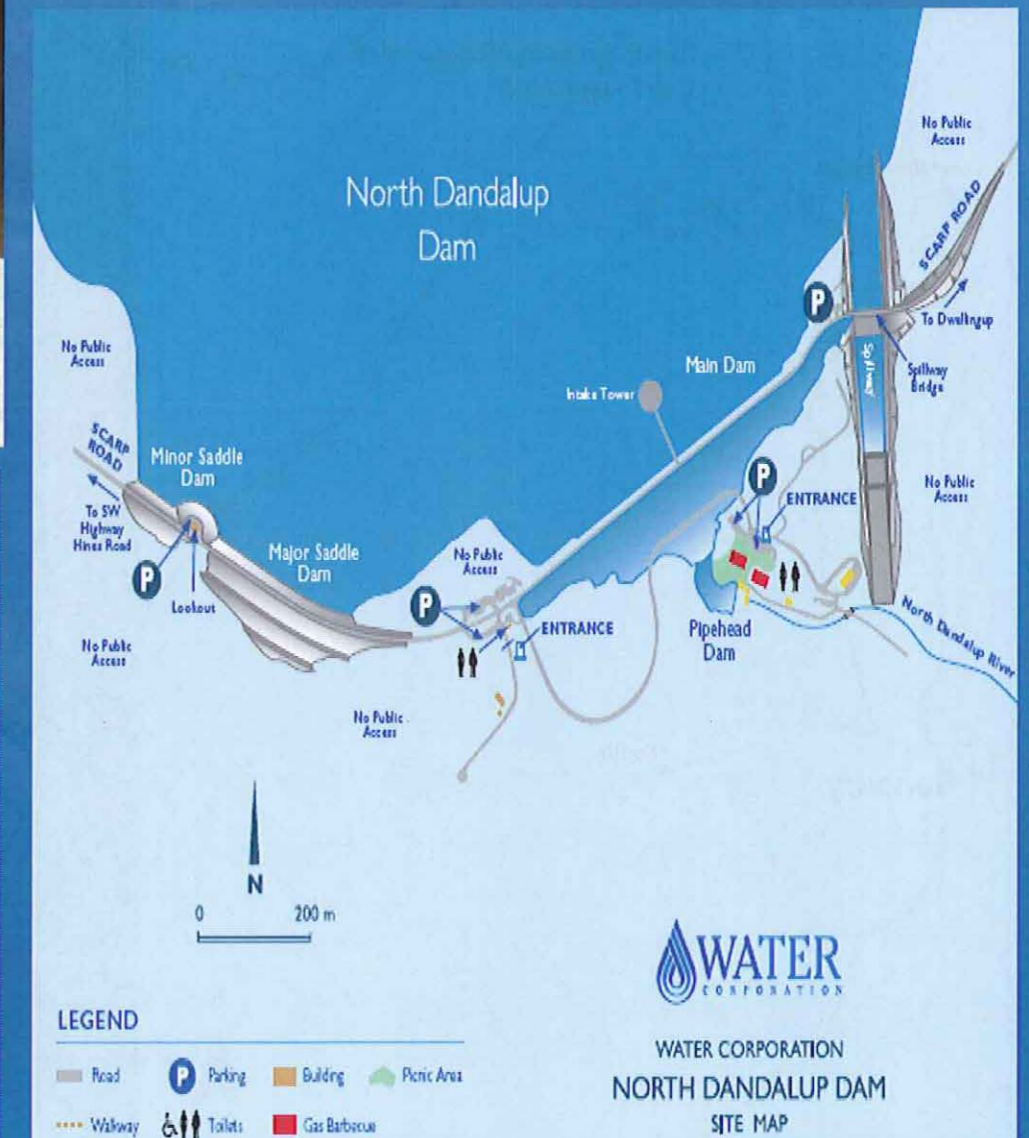 North Dandalup
Dam
No Public
Access
SCARP ROAD
To Dwellingup
Spillway
Bridge
Spillway
Main Dam
Intake Tower
No Public
Access
No Public
Access
SCARP
ROAD
Minor Saddle
Dam
To SW
Highway
Hines Road
P
Lookout
Major Saddle
Dam
No Public
Access
P
P
P
ENTRANCE
ENTRANCE
Pipehead
Dam
North Dandalup River
No Public
Access
No Public
Access
N
0 200 m
WATER
CORPORATION
LEGEND
Road P Parking Building Picnic Area
Walkway Toilets Gas Barbecue
WATER CORPORATION
NORTH DANDALUP DAM
SITE MAP